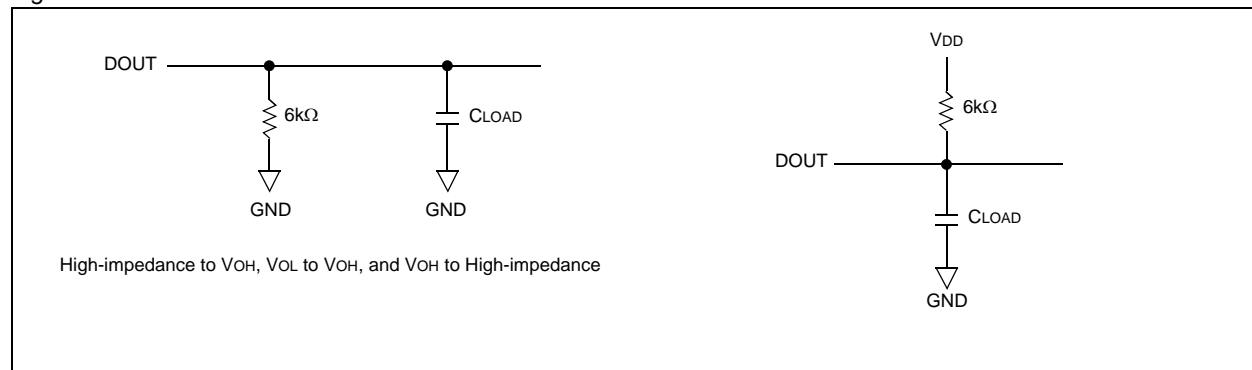 DOUT
6kΩ
CLOAD
GND
GND
High-impedance to VOH, VOL to VOH, and VOH to High-impedance
VDD
6kΩ
DOUT
CLOAD
GND